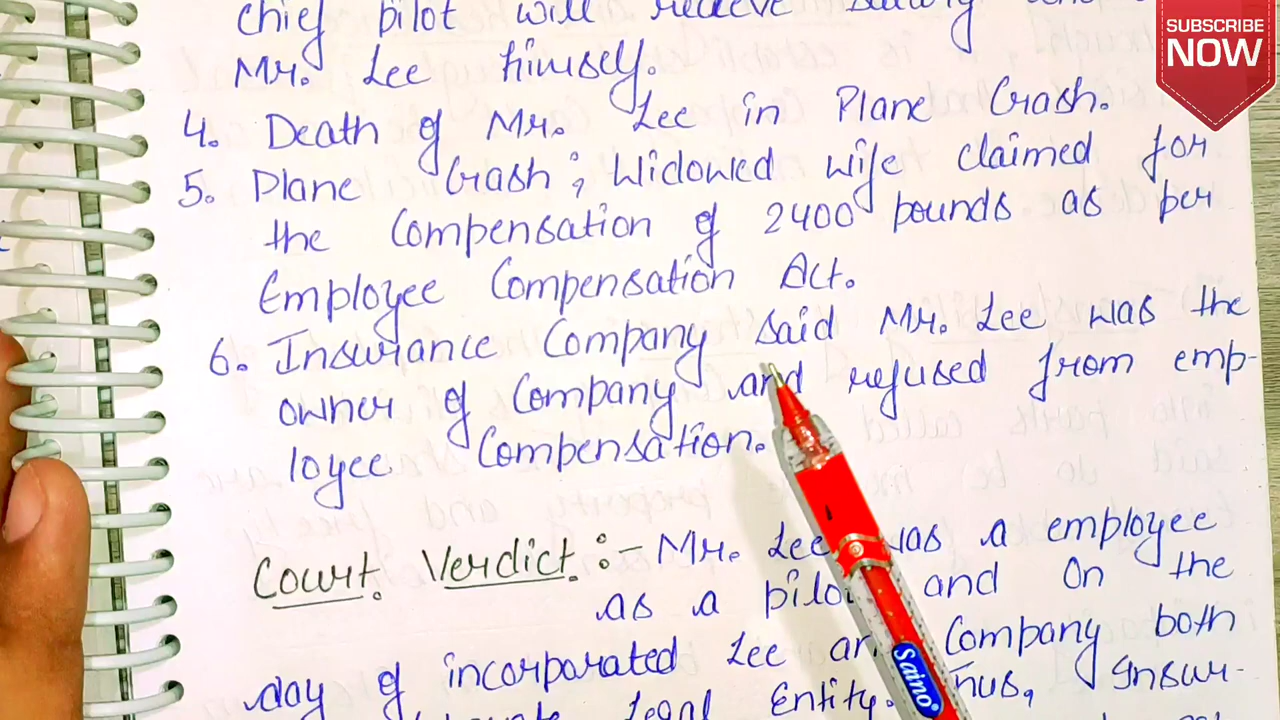 chief pilot will
Mr. Lee himself.
4. Death of Mr. Lee in Plane Crash.
5. Plane Crash ; Widowed wife claimed for
the Compensation of 2400 pounds as per
Employee Compensation Act.
6. Insurance Company said Mr. Lee was the
owner of Company and refused from emp-
loyee Compensation.
Court Verdict :- Mr. Lee was a employee
as a pilot and On the
day of incorporated Lee and Company both
Legal Entity. Thus, Insur-
Saino
SUBSCRIBE
NOW